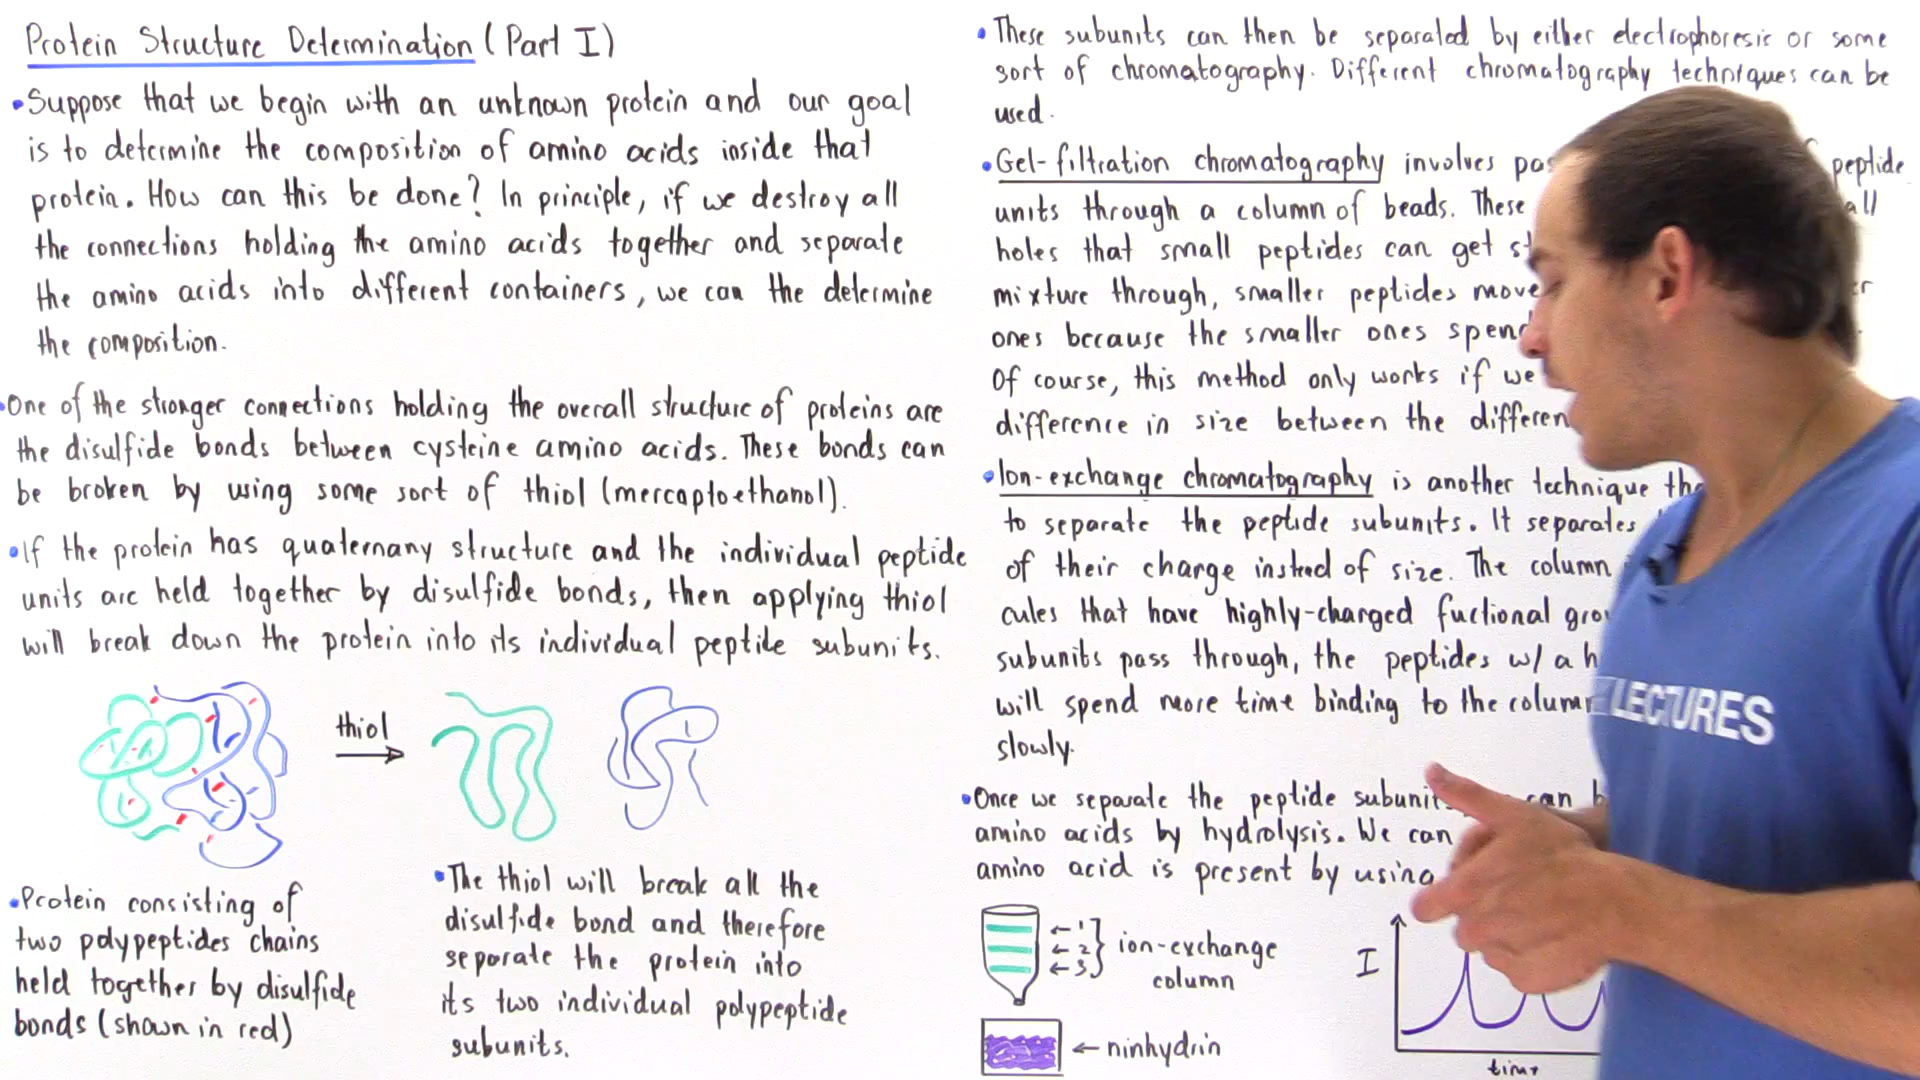 Protein Structure Determination (Part I)
• Suppose that we begin with an unknown protein and our goal
is to determine the composition of amino acids inside that
protein. How can this be done? In principle, if we destroy all
the connections holding the amino acids together and separate
the amino acids into different containers, we can the determine
the composition.
• One of the stronger connections holding the overall structure of proteins are
the disulfide bonds between cysteine amino acids. These bonds can
be broken by using some sort of thiol (mercaptoethanol).
• If the protein has quaternany structure and the individual peptide
units are held together by disulfide bonds, then applying thiol
will break down the protein into its individual peptide subunits.
thiol
• Protein consisting of
two polypeptides chains
held together by disulfide
bonds (shown in red)
• The thiol will break all the
disulfide bond and therefore
seperate the protein into
its two individual polypeptide
subunits.
• These subunits can then be separated by either electrophoresis or some
sort of chromatography. Different chromatography techniques can be
used.
• Gel-filtration chromatography involves peptide
units through a column of beads. These all
holes that small peptides can get
mixture through, smaller peptides move
ones because the smaller ones spend
Of course, this method only works if we
difference in size between the
• Ion-exchange chromatography is another technique
to separate the peptide subunits. It separates
of their charge instead of size. The column
cules that have highly-charged fuctional
subunits pass through, the peptides w/ a
will spend more time binding to the column
slowly.
• Once we separate the peptide can
amino acids by hydrolysis. We can
amino acid is present by using
1
2
3
ion-exchange
column
ninhydrin
I
time
LECTURES